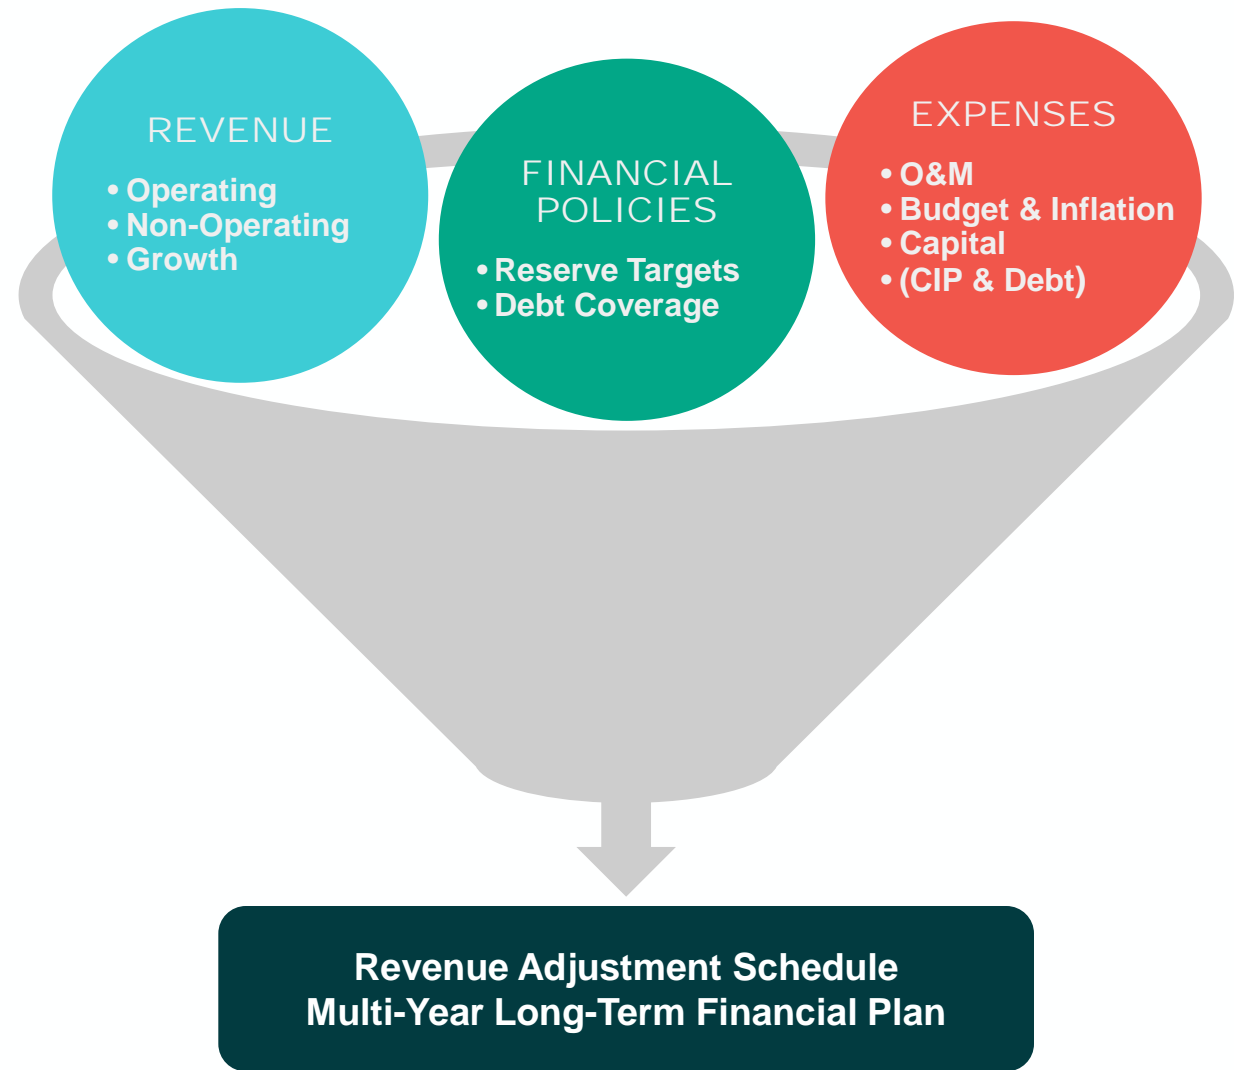 REVENUE
• Operating
• Non-Operating
• Growth
FINANCIAL
POLICIES
• Reserve Targets
• Debt Coverage
EXPENSES
• O&M
• Budget & Inflation
• Capital
• (CIP & Debt)
Revenue Adjustment Schedule
Multi-Year Long-Term Financial Plan